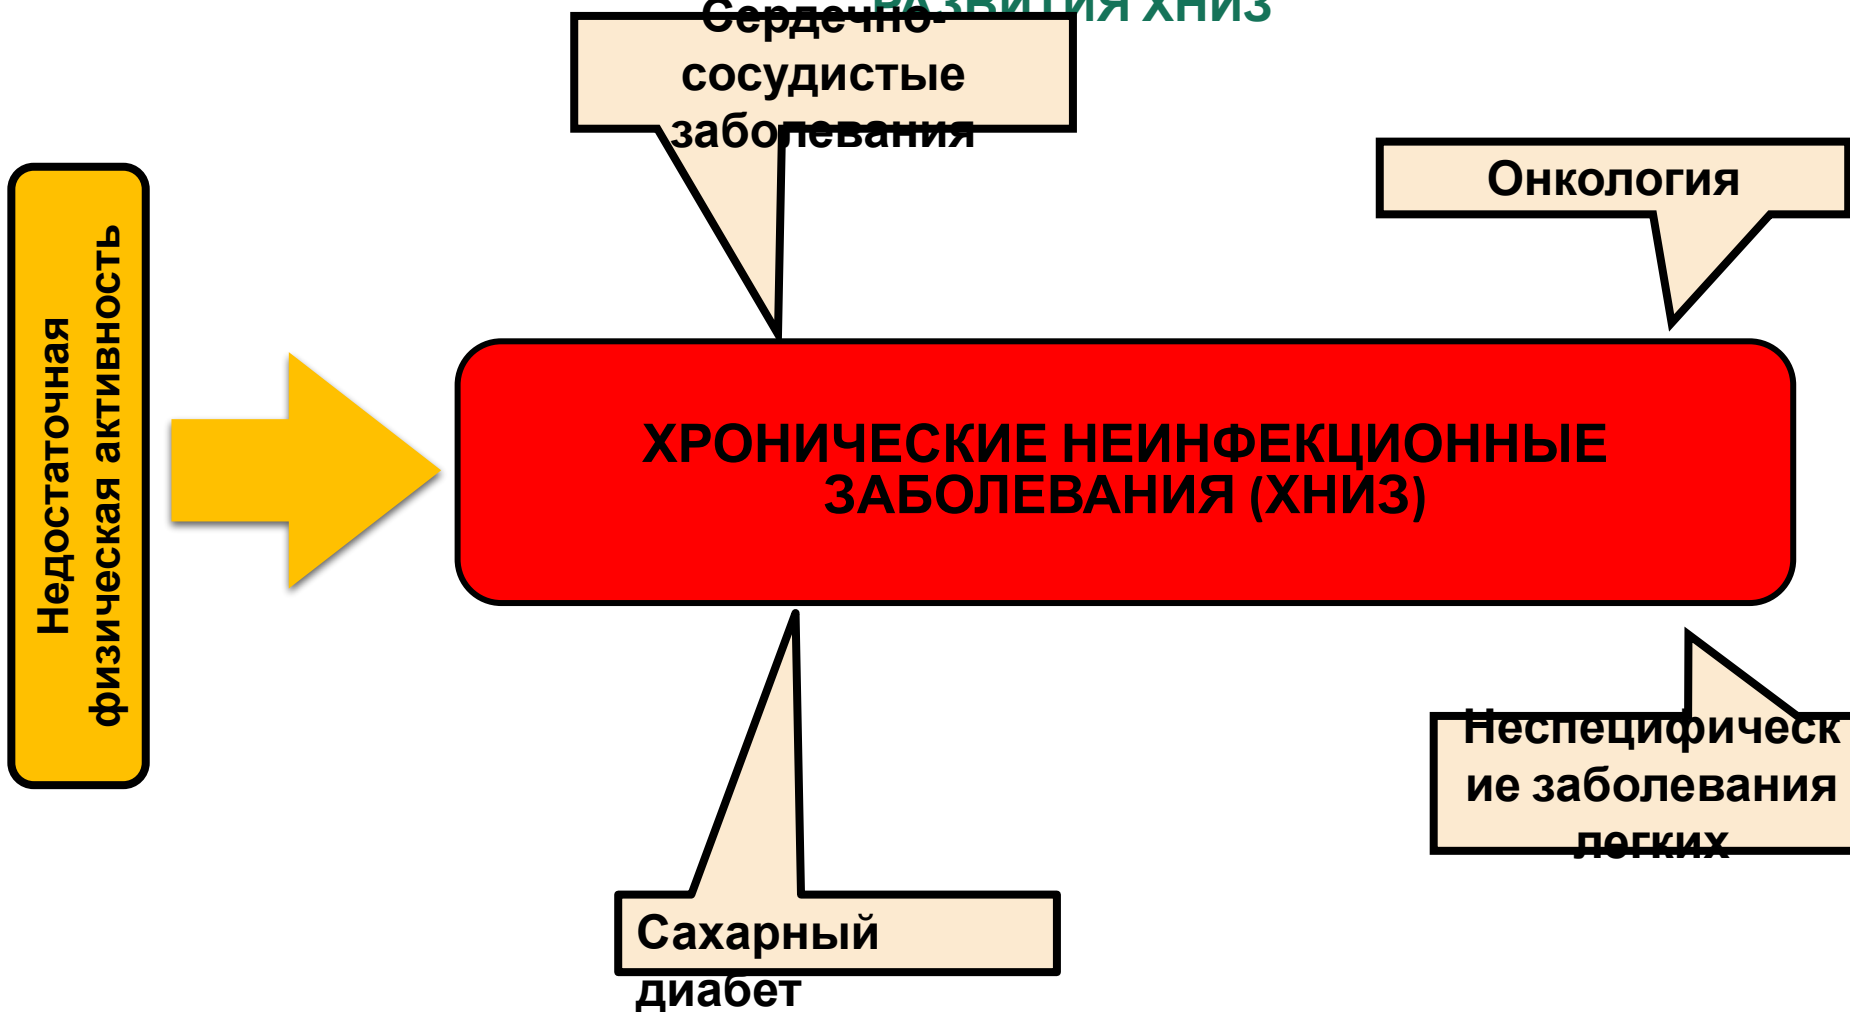 РАЗВИТИЯ ХНИЗ
Сердечно-
сосудистые
заболевания
Онкология
Недостаточная
физическая активность
ХРОНИЧЕСКИЕ НЕИНФЕКЦИОННЫЕ
ЗАБОЛЕВАНИЯ (ХНИЗ)
Неспецифическ
ие заболевания
легких
Сахарный
диабет